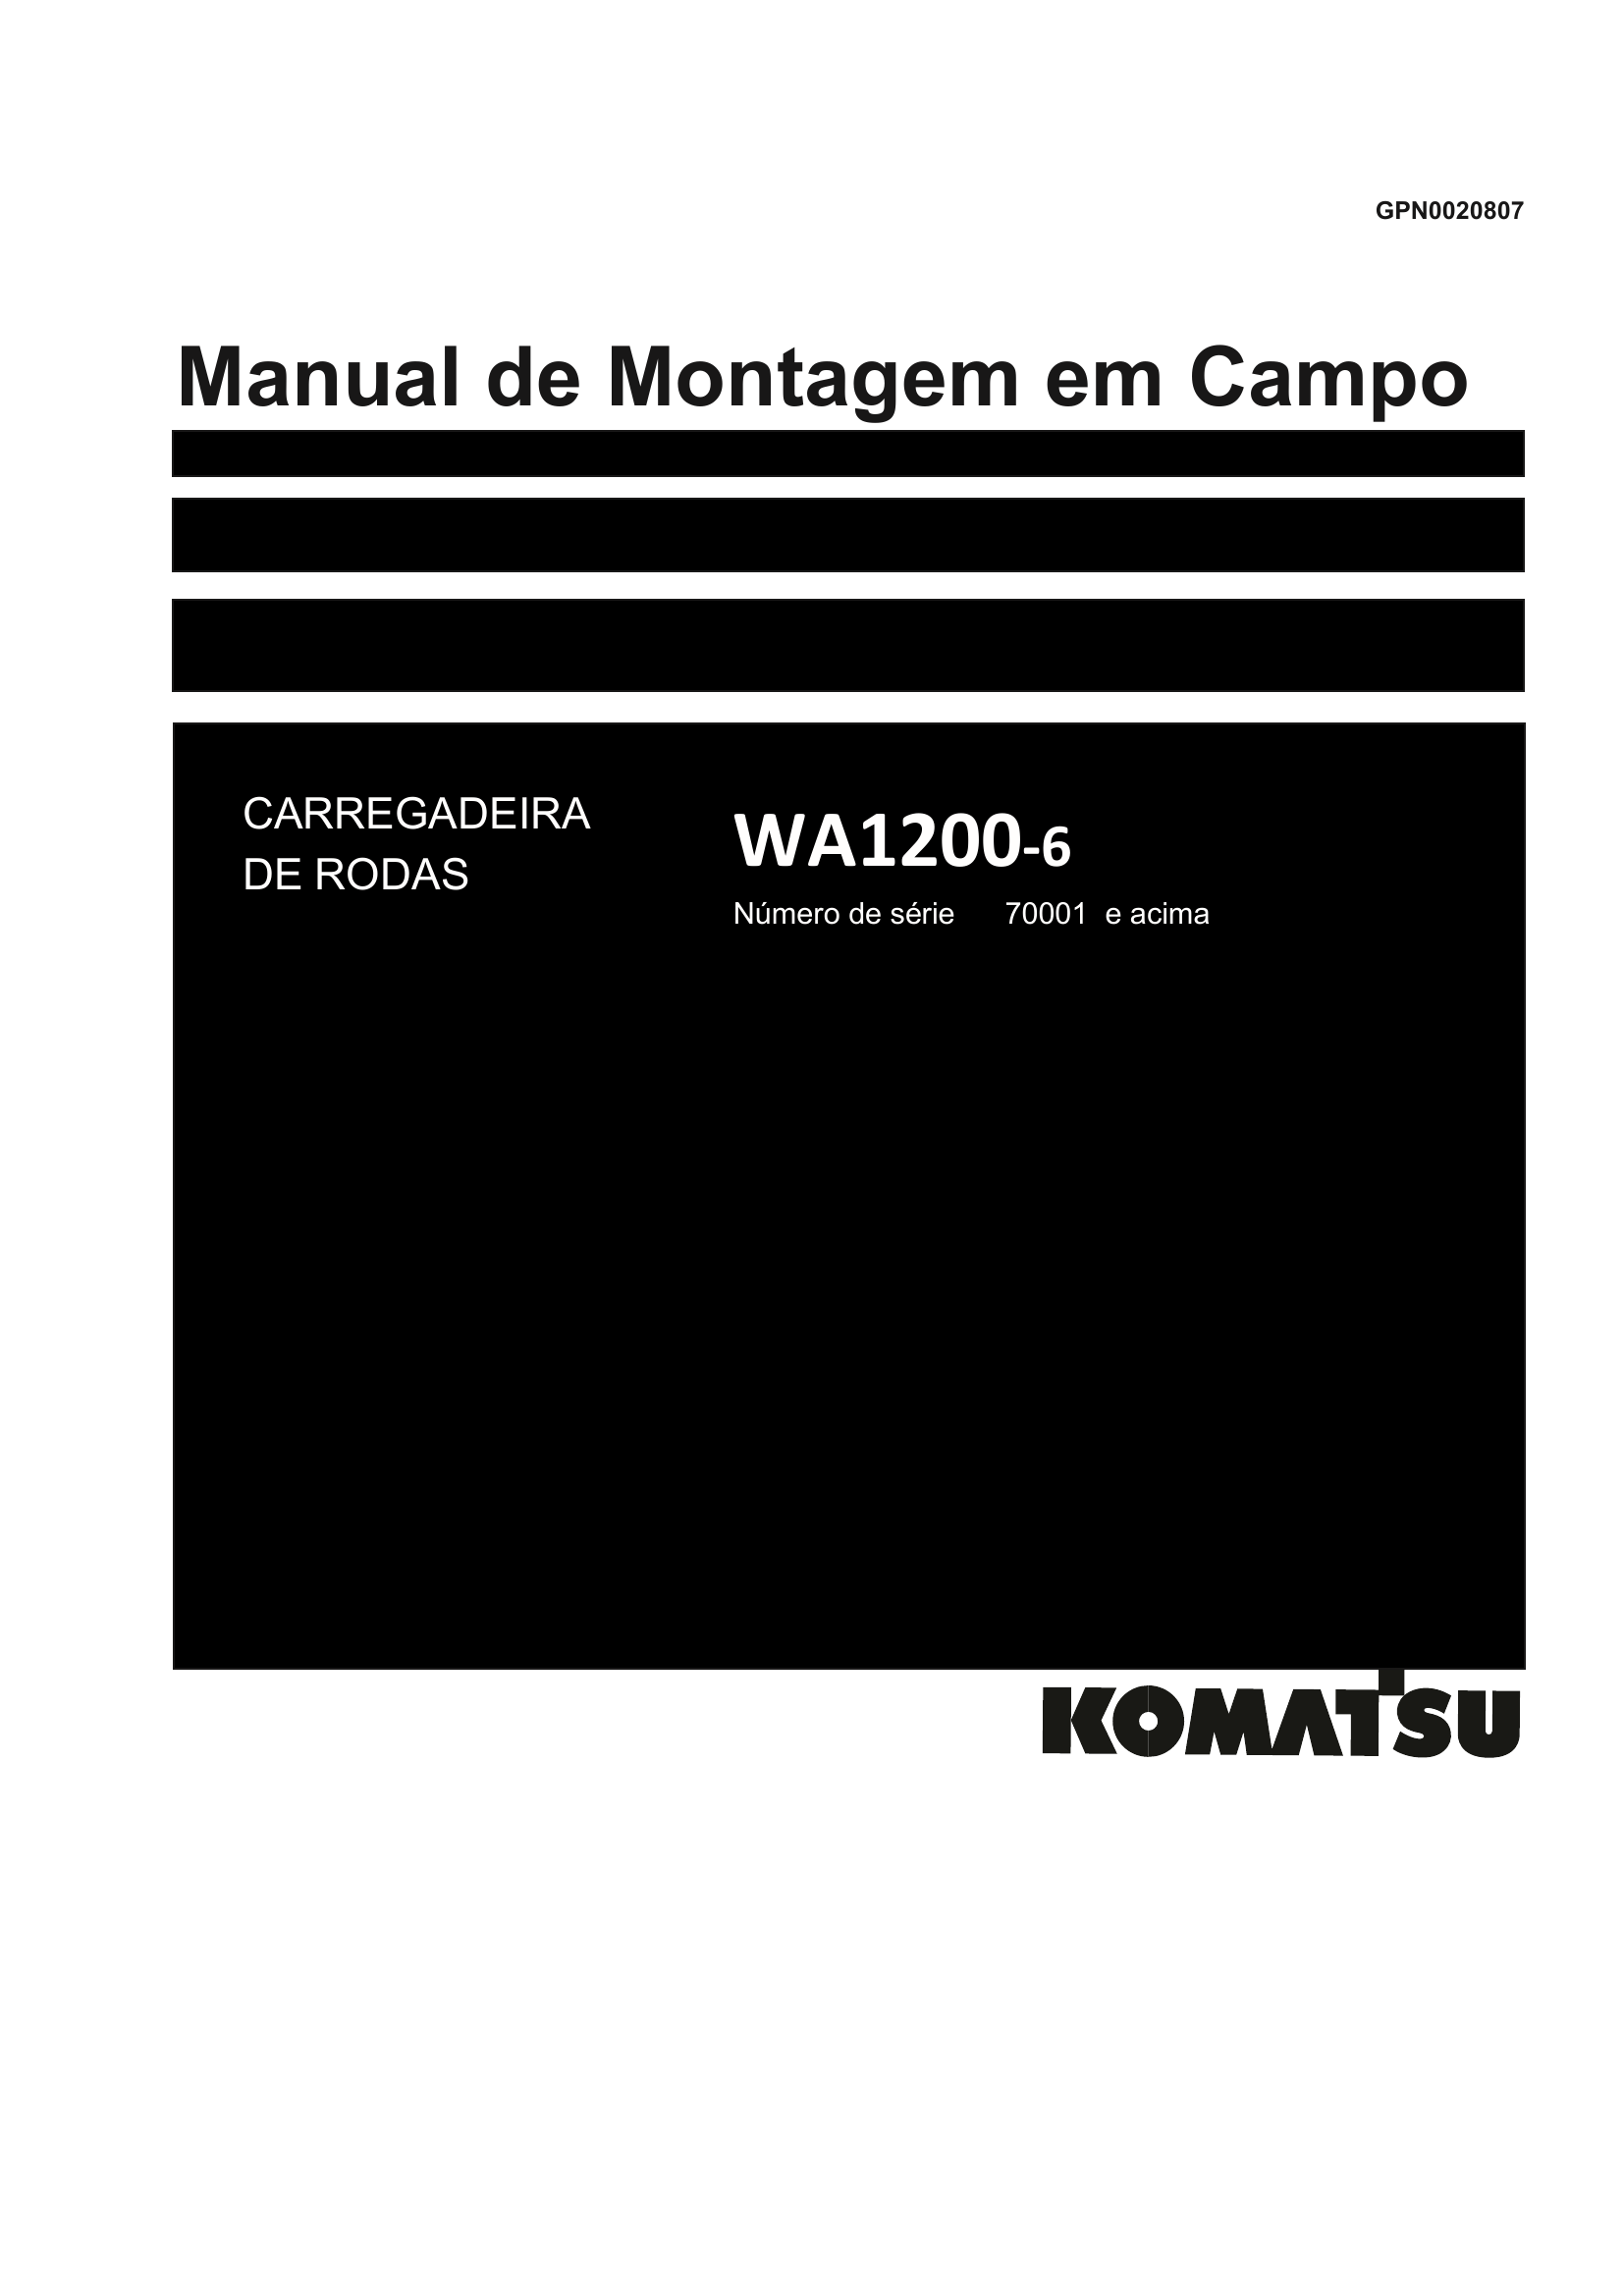 GPN0020807
Manual de Montagem em Campo
CARREGADEIRA
DE RODAS
WA1200-6
Número de série 70001 e acima
KOMATSU